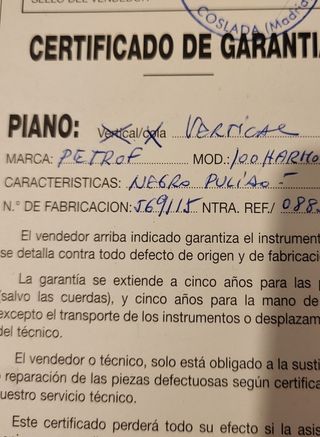 SELLO DEL VENDEDOR
COSLADA (Madrid
CERTIFICADO DE GARANTIA
PIANO: Vertical/cola VERTICAL
MARCA: PETROF MOD.: 100 HARMO
CARACTERISTICAS: NEGRO PULIDO
N.º DE FABRICACION: 569115 NTRA. REF./ 088
El vendedor arriba indicado garantiza el instrument
se detalla contra todo defecto de origen y de fabricaci
La garantía se extiende a cinco años para las p
(salvo las cuerdas), y cinco años para la mano de
excepto el transporte de los instrumentos o desplazam
del técnico.
El vendedor o técnico, solo está obligado a la susti
o reparación de las piezas defectuosas según certifica
nuestro servicio técnico.
Este certificado perderá todo su efecto si la asis